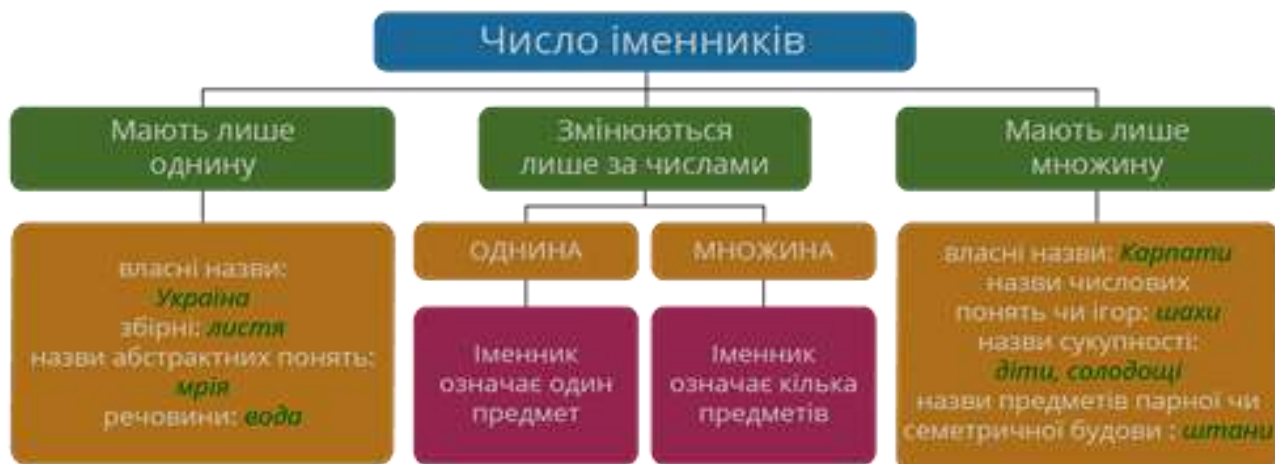 Число іменників
Мають лише
однину
Змінюються
лише за числами
Мають лише
множину
власні назви:
Україна
збірні: листя
назви абстрактних понять:
мрія
речовини: вода
ОДНИНА
МНОЖИНА
Іменник
означає один
предмет
Іменник
означає кілька
предметів
власні назви: Карпати
назви числових
понять чи ігор: шахи
назви сукупності:
діти, солодощі
назви предметів парної чи
семетричної будови : штани